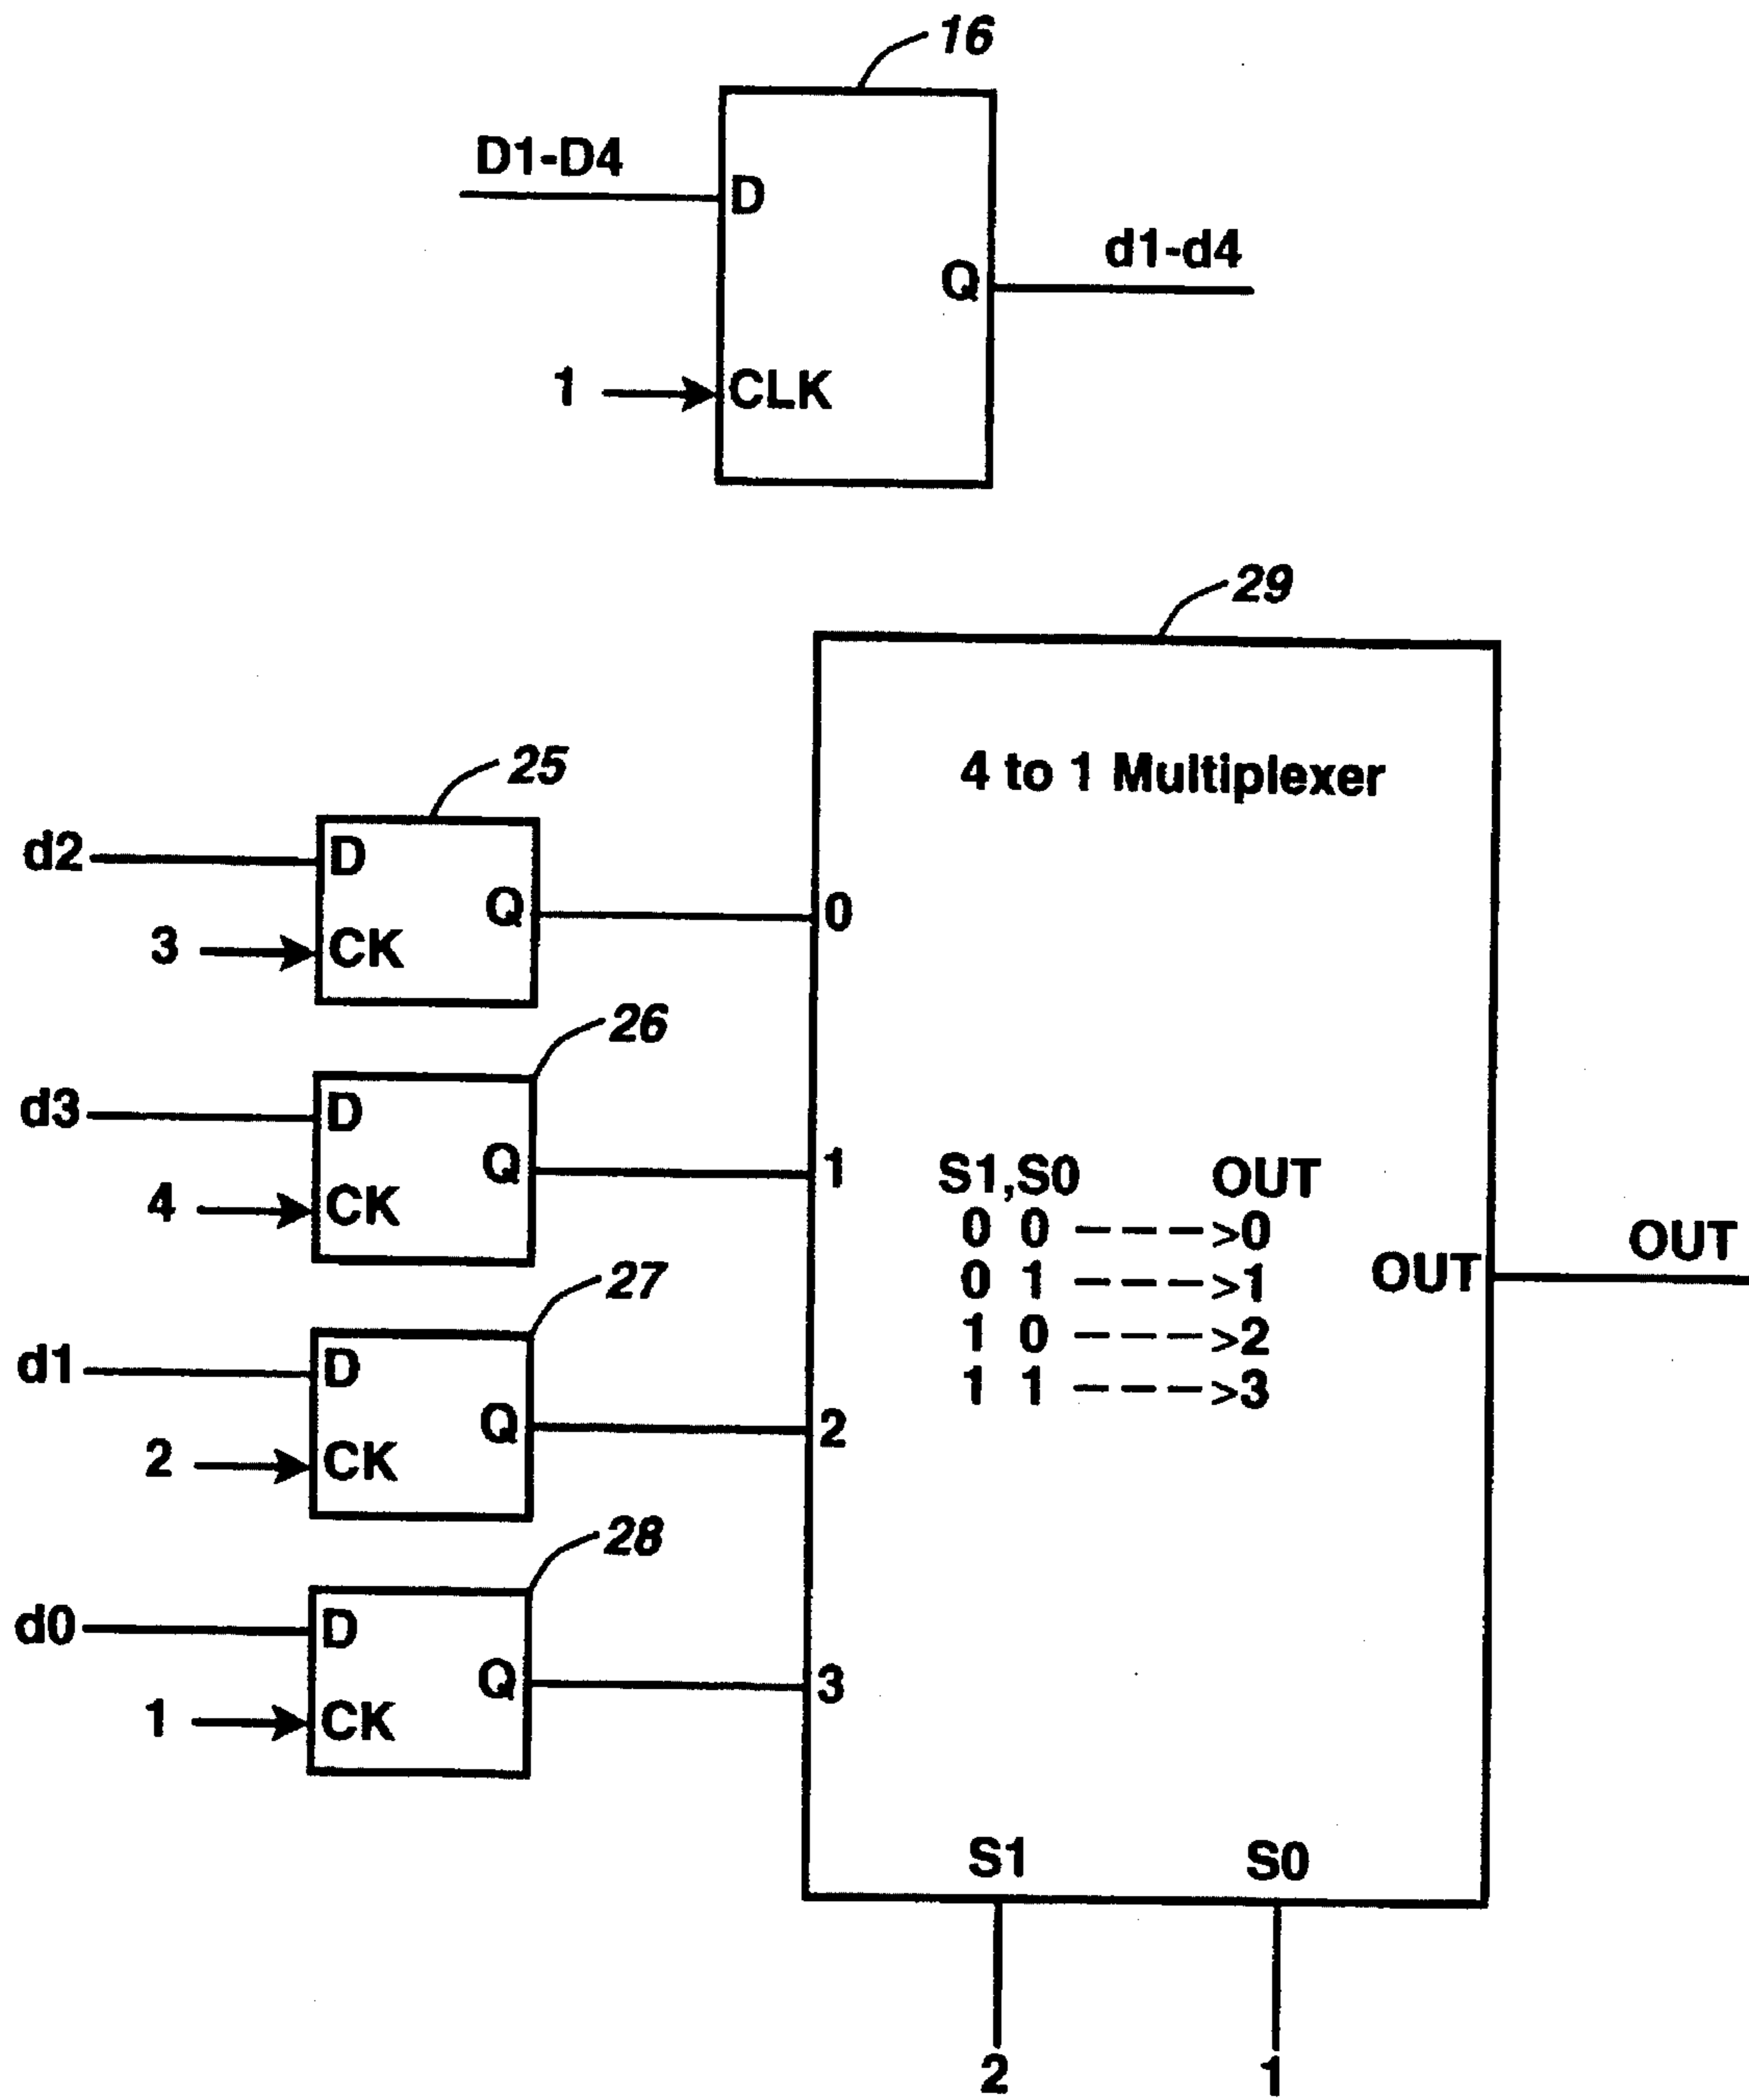 16
D1-D4
D
d1-d4
Q
1
CLK
29
4 to 1 Multiplexer
25
d2
D
Q
0
3
CK
26
d3
D
Q
1
4
CK
S1,S0 OUT
0 0 ---->0
0 1 ---->1
1 0 ---->2
1 1 ---->3
OUT
OUT
27
d1
D
Q
2
2
CK
28
d0
D
Q
3
1
CK
S1
S0
2
1